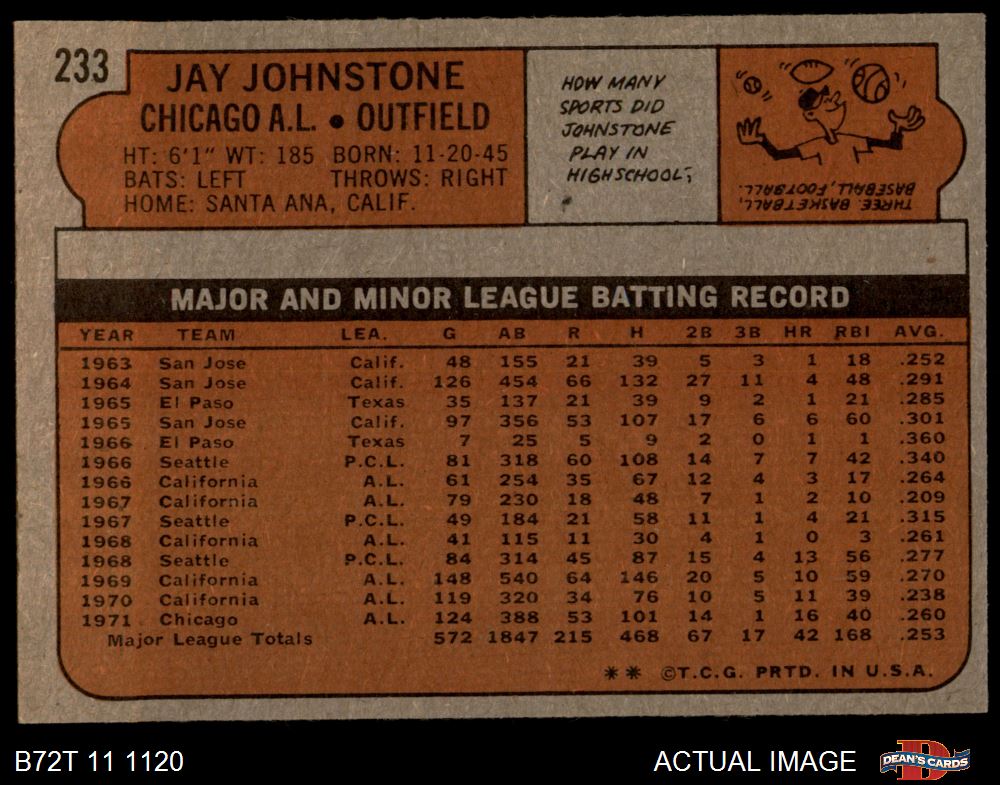 233
JAY JOHNSTONE
CHICAGO A.L. • OUTFIELD
HT: 6'1" WT: 185 BORN: 11-20-45
BATS: LEFT THROWS: RIGHT
HOME: SANTA ANA, CALIF.
HOW MANY
SPORTS DID
JOHNSTONE
PLAY IN
HIGH SCHOOL?
THREE. BASKETBALL,
BASEBALL, FOOTBALL.
MAJOR AND MINOR LEAGUE BATTING RECORD
YEAR TEAM LEA. G AB R H 2B 3B HR RBI AVG.
1963 San Jose Calif. 48 155 21 39 5 3 1 18 .252
1964 San Jose Calif. 126 454 66 132 27 11 4 48 .291
1965 El Paso Texas 35 137 21 39 9 2 1 21 .285
1965 San Jose Calif. 97 356 53 107 17 6 6 60 .301
1966 El Paso Texas 7 25 5 9 2 0 1 1 .360
1966 Seattle P.C.L. 81 318 60 108 14 7 7 42 .340
1966 California A.L. 61 254 35 67 12 4 3 17 .264
1967 California A.L. 79 230 18 48 7 1 2 10 .209
1967 Seattle P.C.L. 49 184 21 58 11 1 4 21 .315
1968 California A.L. 41 115 11 30 4 1 0 3 .261
1968 Seattle P.C.L. 84 314 45 87 15 4 13 56 .277
1969 California A.L. 148 540 64 146 20 5 10 59 .270
1970 California A.L. 119 320 34 76 10 5 11 39 .238
1971 Chicago A.L. 124 388 53 101 14 1 16 40 .260
Major League Totals 572 1847 215 468 67 17 42 168 .253
** ©T.C.G. PRTD. IN U.S.A.
B72T 11 1120
ACTUAL IMAGE
D
DEAN'S CARDS